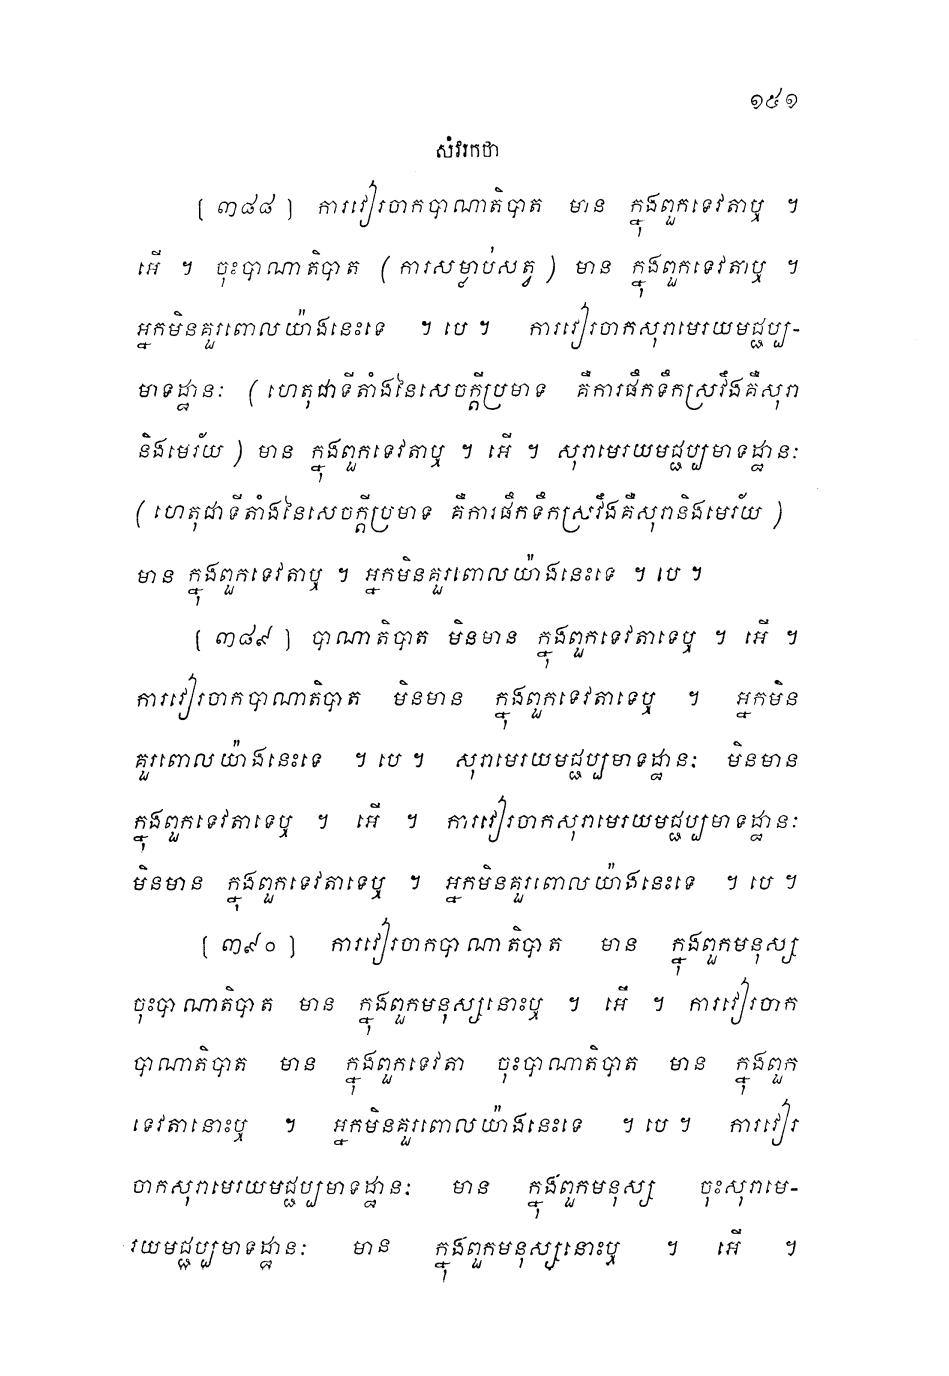 ១៥១
សំវរកថា
[ ៣៨៨ ] ការវៀរចាកបាណាតិបាត មាន ក្នុងពួកទេវតាឬ ។
អើ ។ ចុះបាណាតិបាត ( ការសម្លាប់សត្វ ) មាន ក្នុងពួកទេវតាឬ ។
អ្នកមិនគួរពោលយ៉ាងនេះទេ ។ បេ ។ ការវៀរចាកសុរាមេរយមជ្ជប្ប-
មាទដ្ឋានៈ ( ហេតុជាទីតាំងនៃសេចក្តីប្រមាទ គឺការផឹកទឹកស្រវឹងគឺសុរា
និងមេរ័យ ) មាន ក្នុងពួកទេវតាឬ ។ អើ ។ សុរាមេរយមជ្ជប្បមាទដ្ឋានៈ
( ហេតុជាទីតាំងនៃសេចក្តីប្រមាទ គឺការផឹកទឹកស្រវឹងគឺសុរានិងមេរ័យ )
មាន ក្នុងពួកទេវតាឬ ។ អ្នកមិនគួរពោលយ៉ាងនេះទេ ។ បេ ។
[ ៣៨៩ ] បាណាតិបាត មិនមាន ក្នុងពួកទេវតាទេឬ ។ អើ ។
ការវៀរចាកបាណាតិបាត មិនមាន ក្នុងពួកទេវតាទេឬ ។ អ្នកមិន
គួរពោលយ៉ាងនេះទេ ។ បេ ។ សុរាមេរយមជ្ជប្បមាទដ្ឋានៈ មិនមាន
ក្នុងពួកទេវតាទេឬ ។ អើ ។ ការវៀរចាកសុរាមេរយមជ្ជប្បមាទដ្ឋានៈ
មិនមាន ក្នុងពួកទេវតាទេឬ ។ អ្នកមិនគួរពោលយ៉ាងនេះទេ ។ បេ ។
[ ៣៩០ ] ការវៀរចាកបាណាតិបាត មាន ក្នុងពួកមនុស្ស
ចុះបាណាតិបាត មាន ក្នុងពួកមនុស្សនោះឬ ។ អើ ។ ការវៀរចាក
បាណាតិបាត មាន ក្នុងពួកទេវតា ចុះបាណាតិបាត មាន ក្នុងពួក
ទេវតានោះឬ ។ អ្នកមិនគួរពោលយ៉ាងនេះទេ ។ បេ ។ ការវៀរ
ចាកសុរាមេរយមជ្ជប្បមាទដ្ឋានៈ មាន ក្នុងពួកមនុស្ស ចុះសុរាមេ-
រយមជ្ជប្បមាទដ្ឋានៈ មាន ក្នុងពួកមនុស្សនោះឬ ។ អើ ។